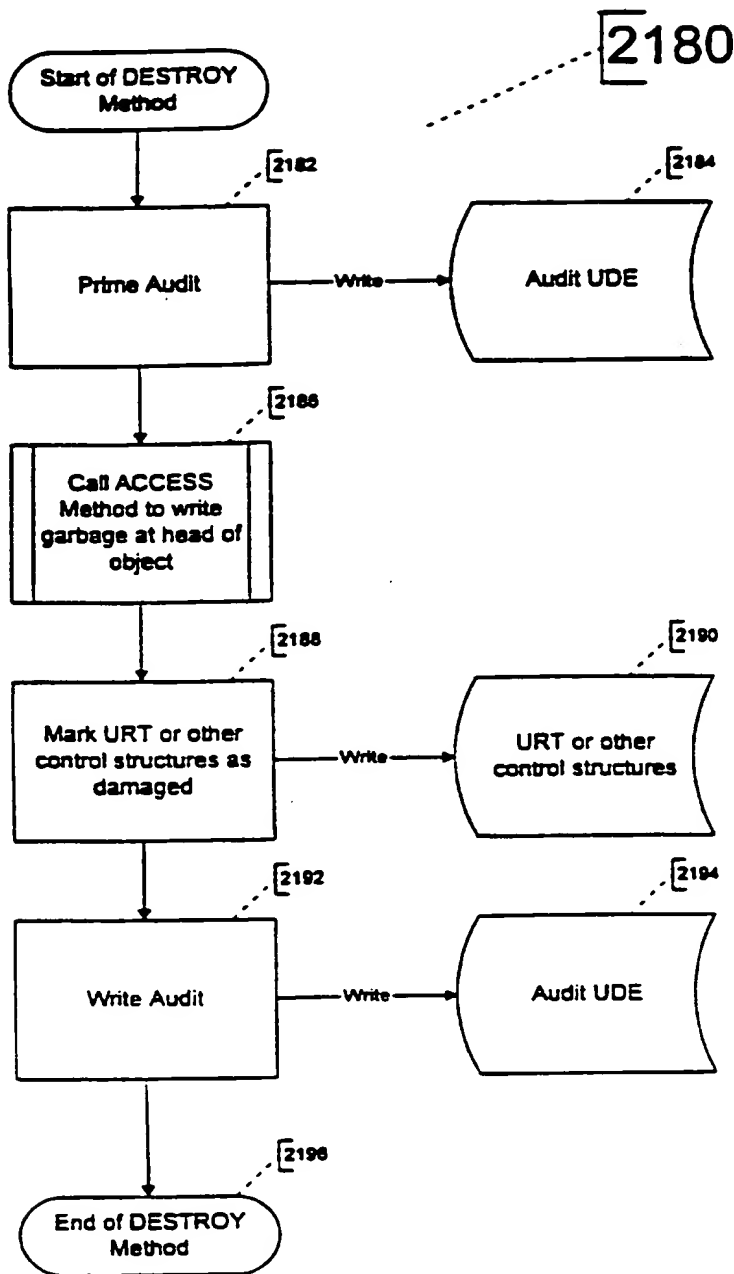 2180
Start of DESTROY
Method
2182
2184
Prime Audit
Write
Audit UDE
2186
Call ACCESS
Method to write
garbage at head of
object
2188
2190
Mark URT or other
control structures as
damaged
Write
URT or other
control structures
2192
2194
Write Audit
Write
Audit UDE
2196
End of DESTROY
Method